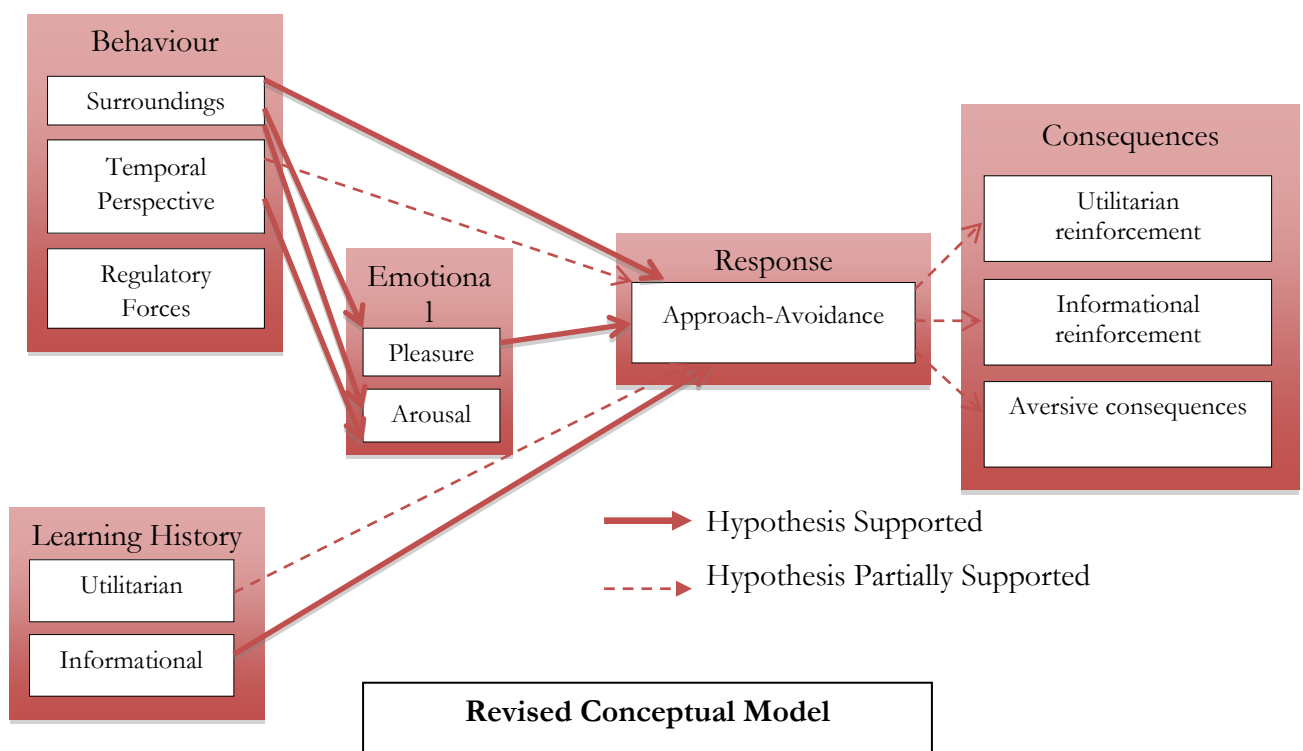 Behaviour
Surroundings
Temporal
Perspective
Regulatory
Forces
Emotiona
l
Pleasure
Arousal
Learning History
Utilitarian
Informational
Response
Approach-Avoidance
Consequences
Utilitarian
reinforcement
Informational
reinforcement
Aversive consequences
Hypothesis Supported
Hypothesis Partially Supported
Revised Conceptual Model